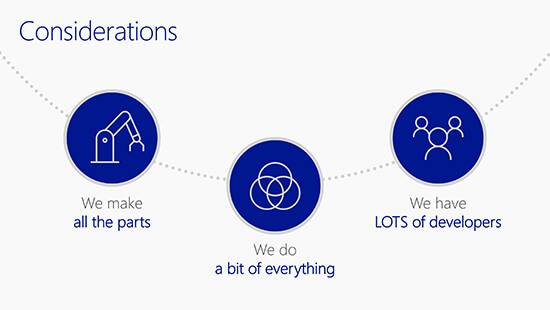 Considerations
We make
all the parts
We do
a bit of everything
We have
LOTS of developers